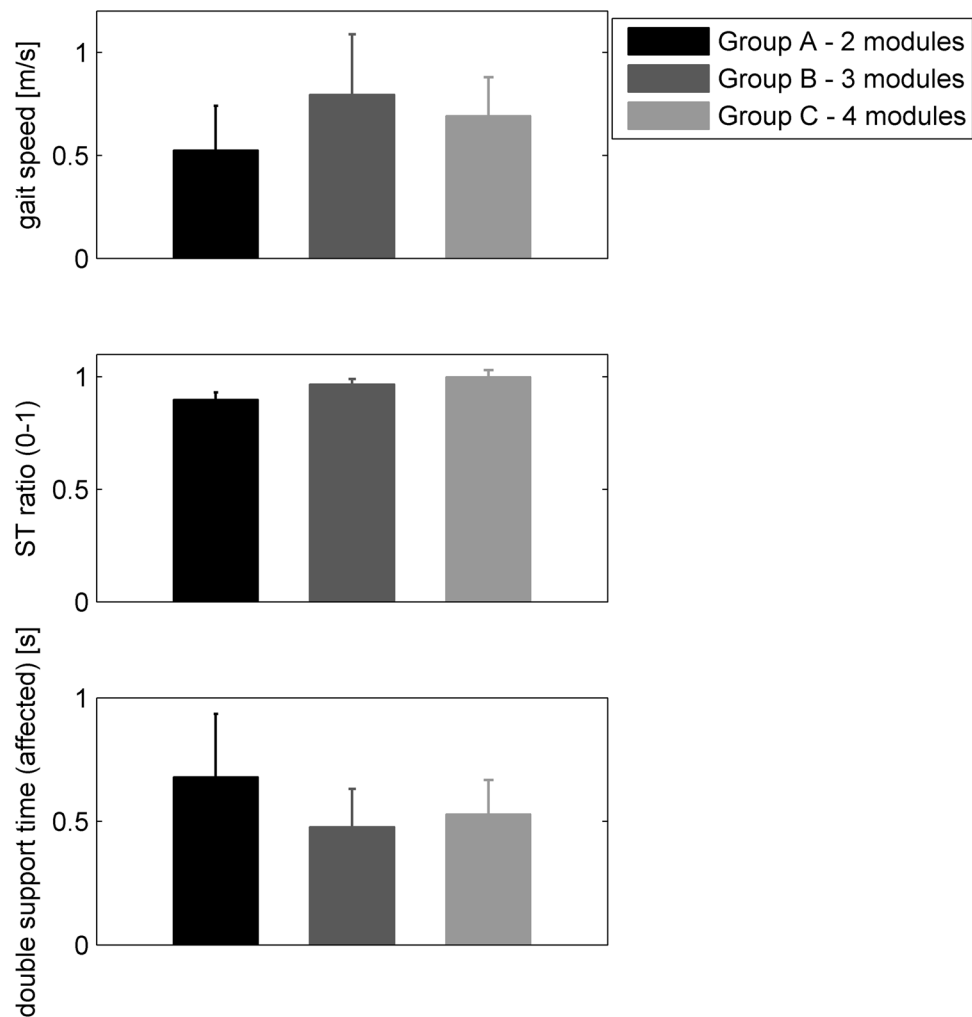 gait speed [m/s]
1
0.5
0
Group A - 2 modules
Group B - 3 modules
Group C - 4 modules
ST ratio (0-1)
1
0.5
0
double support time (affected) [s]
1
0.5
0